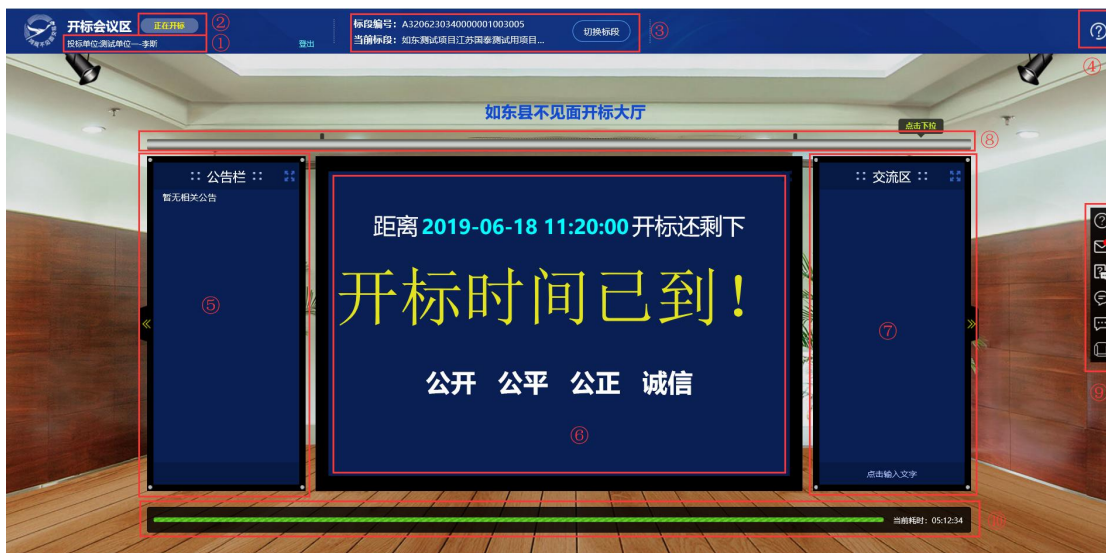 开标会议区
正在开标
②
投标单位:测试单位一-李斯
①
登出
标段编号：A3206230340000001003005
当前标段：如东测试项目江苏国泰测试用项目...
切换标段
③
④
如东县不见面开标大厅
点击下拉
⑧
:: 公告栏 ::
暂无相关公告
⑤
距离 2019-06-18 11:20:00 开标还剩下
开标时间已到！
公开 公平 公正 诚信
⑥
:: 交流区 ::
⑦
点击输入文字
⑨
当前耗时：05:12:34